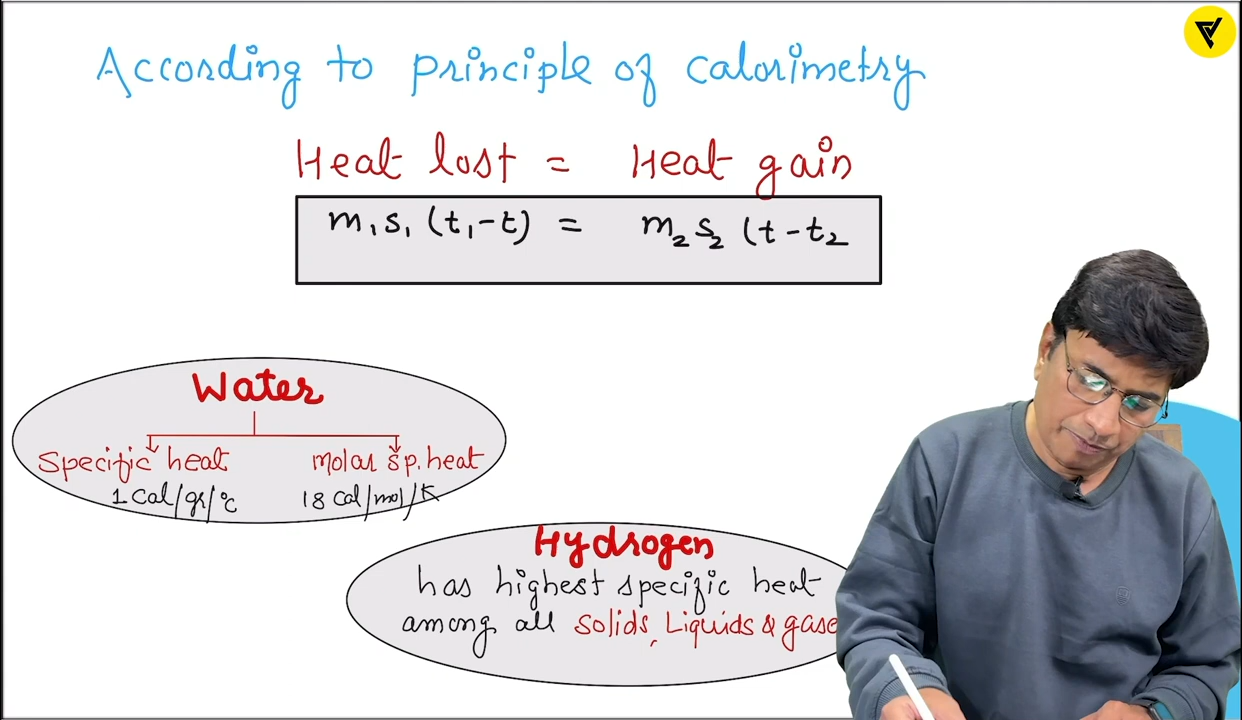 According to principle of calorimetry
Heat lost = Heat gain
m₁s₁ (t₁-t) = m₂s₂ (t-t₂
Water
Specific heat
Molar sp. heat
1 Cal/gr/°c
18 Cal/mol/K
Hydrogen
has highest specific heat
among all solids, Liquids & gase